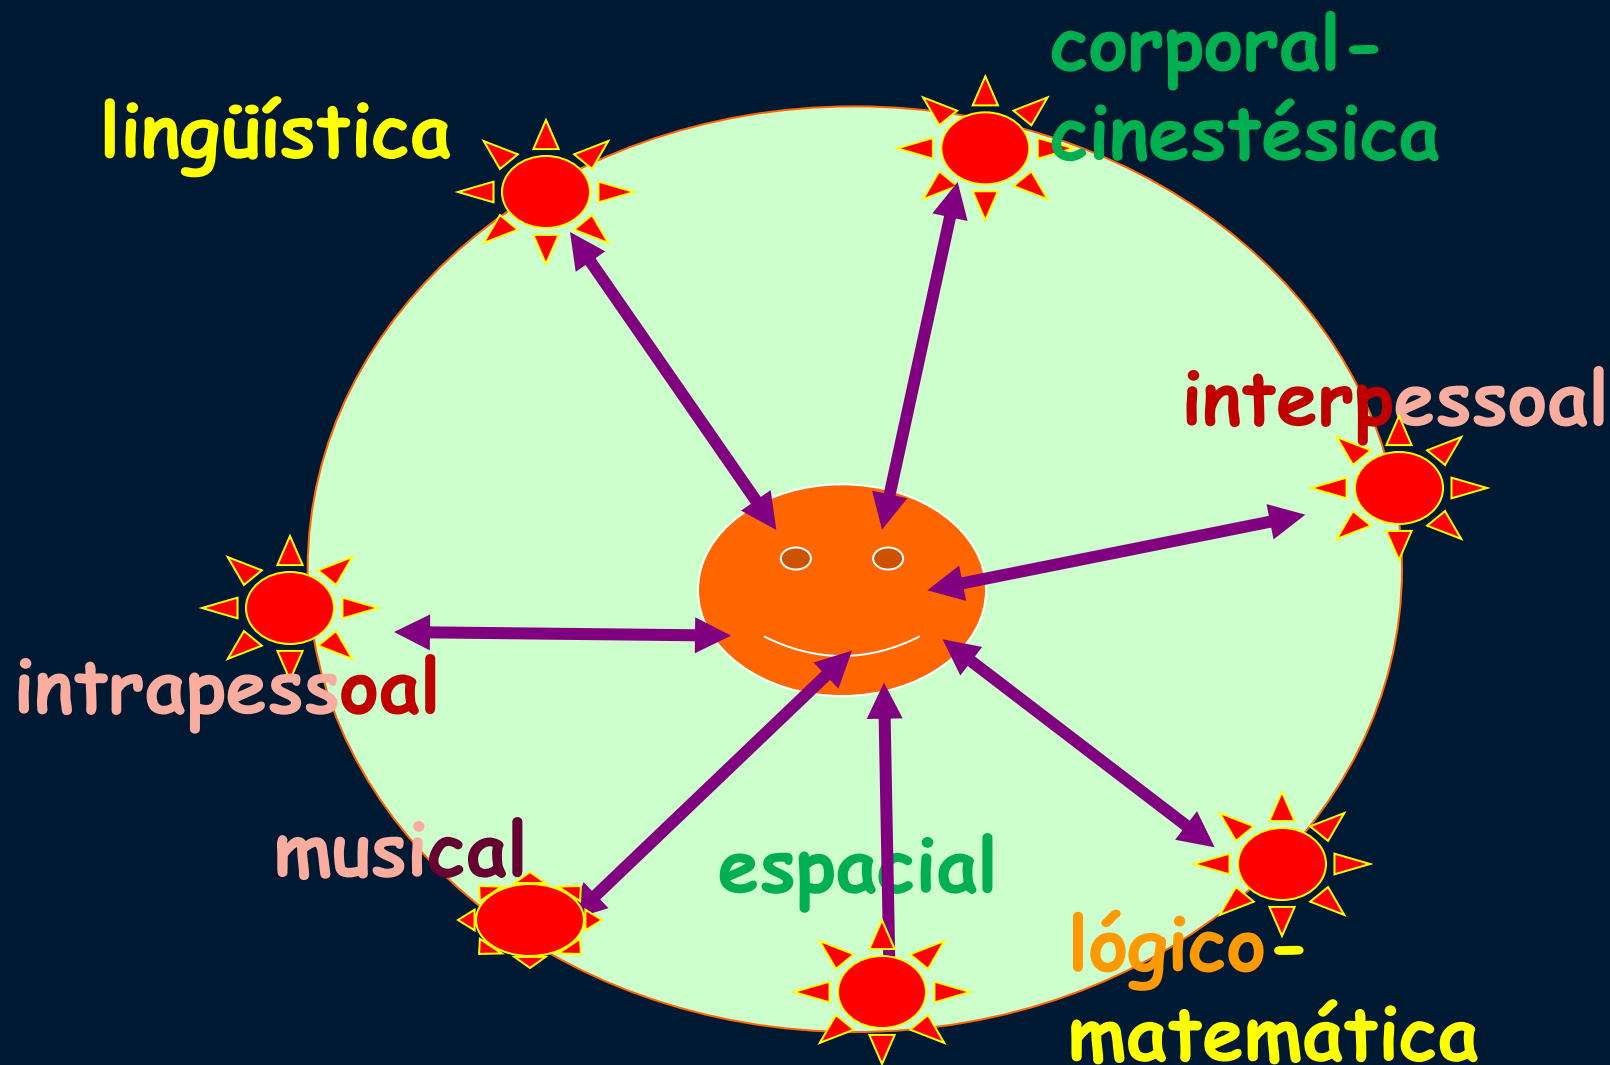 corporal-
cinestésica
lingüística
interpessoal
intrapessoal
musical
espacial
lógico-
matemática